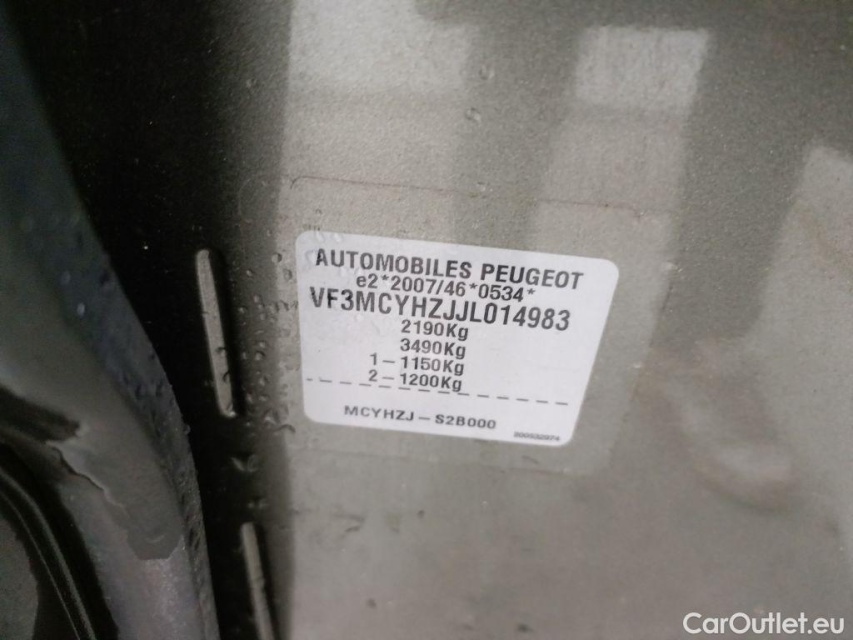 AUTOMOBILES PEUGEOT
e2*2007/46*0534*
VF3MCYHZJJL014983
2190Kg
3490Kg
1-1150Kg
2-1200Kg
MCYHZJ-S2B000
CarOutlet.eu